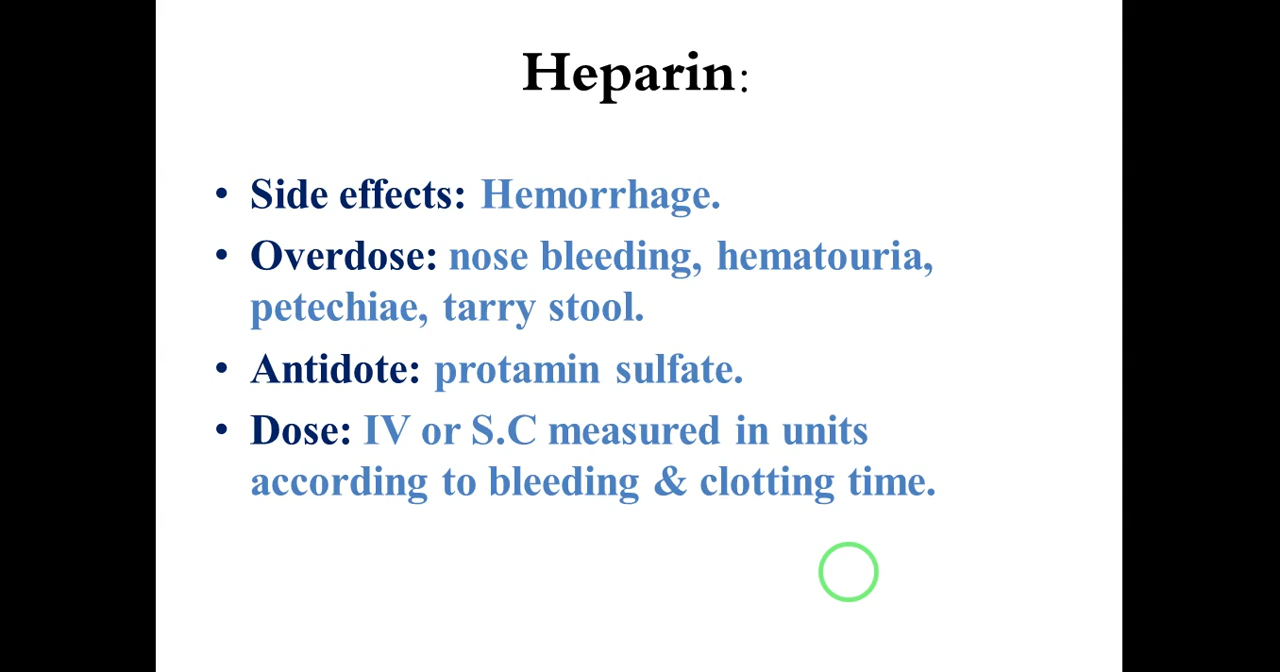 Heparin:
• Side effects: Hemorrhage.
• Overdose: nose bleeding, hematouria,
petechiae, tarry stool.
• Antidote: protamin sulfate.
• Dose: IV or S.C measured in units
according to bleeding & clotting time.